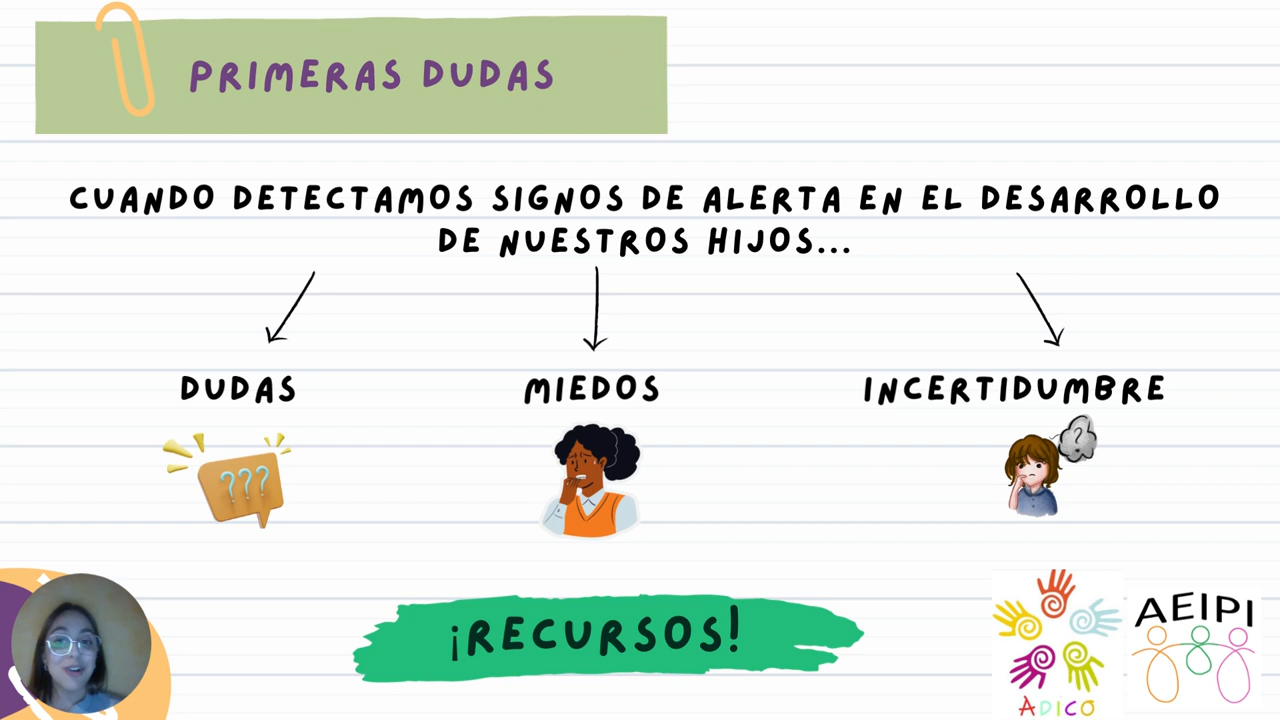 PRIMERAS DUDAS
CUANDO DETECTAMOS SIGNOS DE ALERTA EN EL DESARROLLO
DE NUESTROS HIJOS...
DUDAS
MIEDOS
INCERTIDUMBRE
???
?
¡RECURSOS!
ADICO
AEIPI